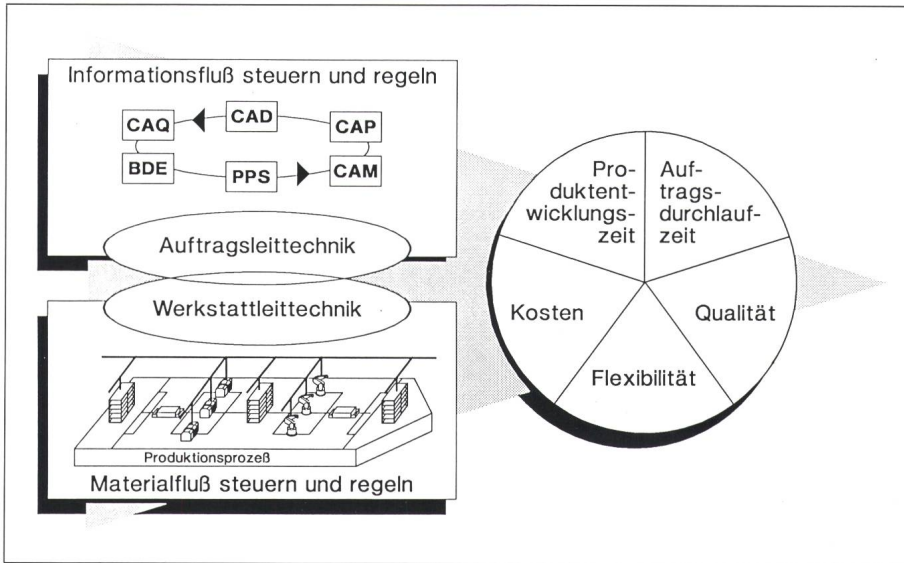 Informationsfluß steuern und regeln
CAD
CAQ
CAP
BDE
PPS
CAM
Auftragsleittechnik
Werkstattleittechnik
Produktionsprozeß
Materialfluß steuern und regeln
Pro-
duktent-
wicklungs-
zeit
Auf-
trags-
durchlauf-
zeit
Kosten
Qualität
Flexibilität